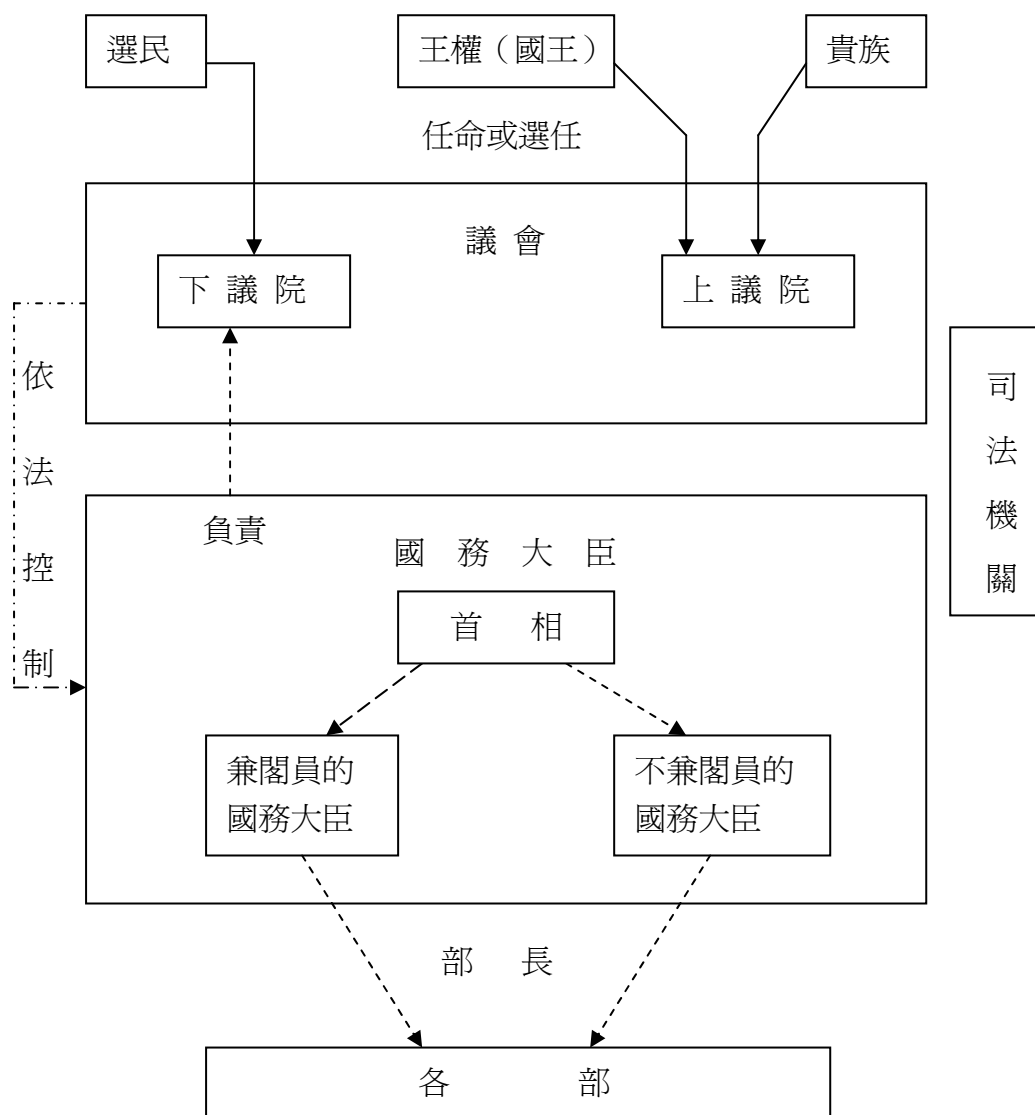 選民
王權（國王）
貴族
任命或選任
議會
下議院
上議院
依法控制
司法機關
負責
國務大臣
首相
兼閣員的
國務大臣
不兼閣員的
國務大臣
部長
各部